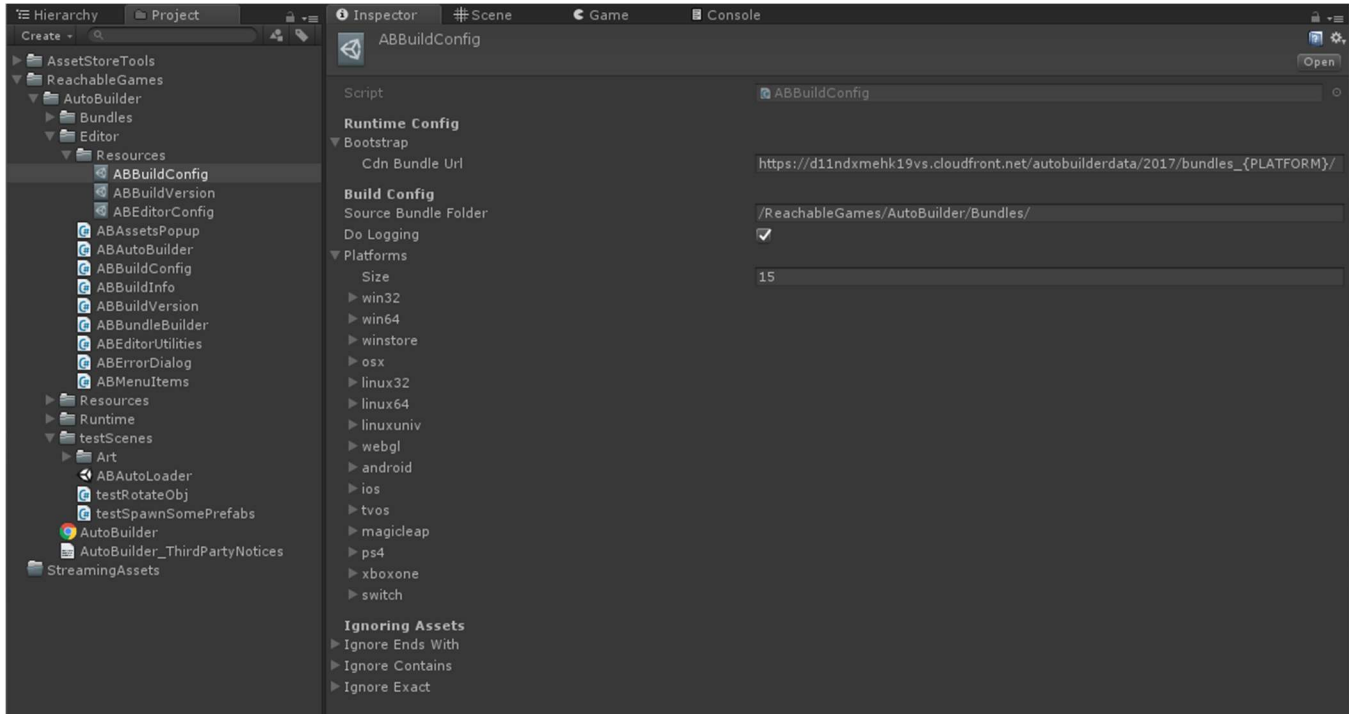 Hierarchy
Project
Create
AssetStoreTools
ReachableGames
AutoBuilder
Bundles
Editor
Resources
ABBuildConfig
ABBuildVersion
ABEditorConfig
ABAssetsPopup
ABAutoBuilder
ABBuildConfig
ABBuildInfo
ABBuildVersion
ABBundleBuilder
ABEditorUtilities
ABErrorDialog
ABMenuItems
Resources
Runtime
testScenes
Art
ABAutoLoader
testRotateObj
testSpawnSomePrefabs
AutoBuilder
AutoBuilder_ThirdPartyNotices
StreamingAssets
Inspector
Scene
Game
Console
ABBuildConfig
Open
Script ABBuildConfig
Runtime Config
Bootstrap
Cdn Bundle Url https://d11ndxmehk19vs.cloudfront.net/autobuilderdata/2017/bundles_{PLATFORM}/
Build Config
Source Bundle Folder /ReachableGames/AutoBuilder/Bundles/
Do Logging
Platforms
Size 15
win32
win64
winstore
osx
linux32
linux64
linuxuniv
webgl
android
ios
tvos
magicleap
ps4
xboxone
switch
Ignoring Assets
Ignore Ends With
Ignore Contains
Ignore Exact